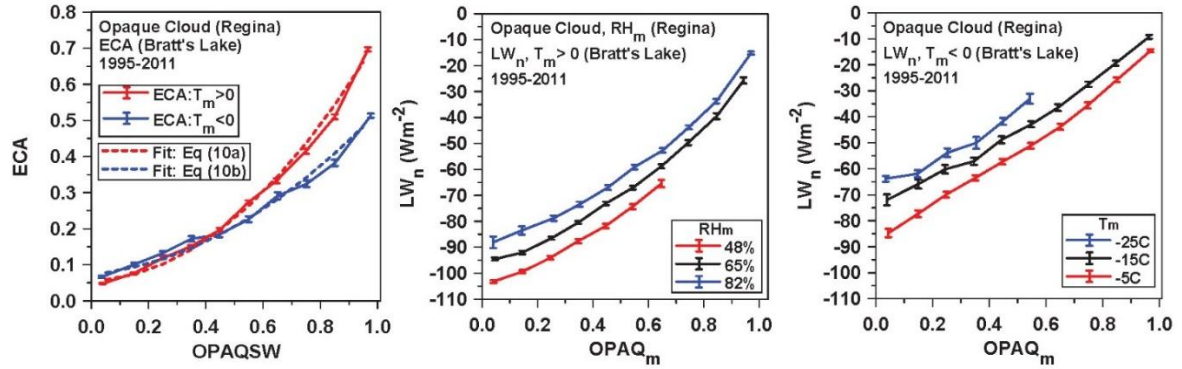 Opaque Cloud (Regina)
ECA (Bratt's Lake)
1995-2011
ECA:Tm>0
ECA:Tm<0
Fit: Eq (10a)
Fit: Eq (10b)
ECA
0.8
0.7
0.6
0.5
0.4
0.3
0.2
0.1
0.0
0.0 0.2 0.4 0.6 0.8 1.0
OPAQSW
Opaque Cloud, RHm (Regina)
LWn, Tm > 0 (Bratt's Lake)
1995-2011
LWn (Wm-2)
-0
-10
-20
-30
-40
-50
-60
-70
-80
-90
-100
-110
RHm
48%
65%
82%
0.0 0.2 0.4 0.6 0.8 1.0
OPAQm
Opaque Cloud (Regina)
LWn, Tm < 0 (Bratt's Lake)
1995-2011
LWn (Wm-2)
-0
-10
-20
-30
-40
-50
-60
-70
-80
-90
-100
-110
Tm
-25C
-15C
-5C
0.0 0.2 0.4 0.6 0.8 1.0
OPAQm